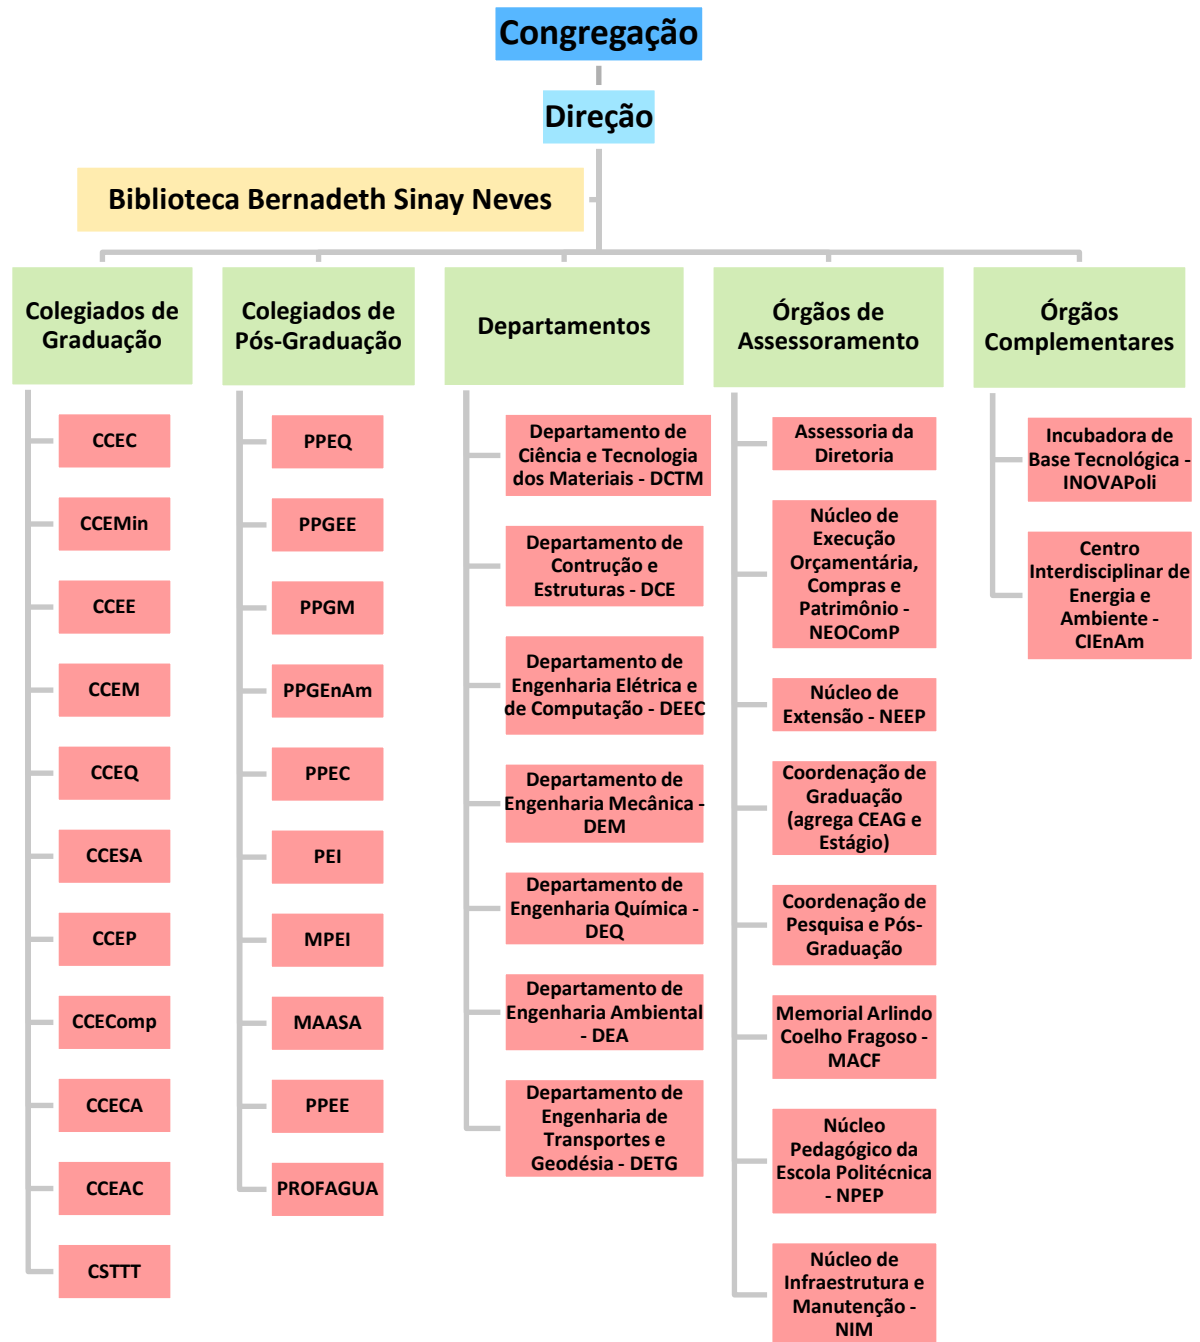 Congregação
Direção
Biblioteca Bernadeth Sinay Neves
Colegiados de
Graduação
CCEC
CCEMin
CCEE
CCEM
CCEQ
CCESA
CCEP
CCEComp
CCECA
CCEAC
CSTTT
Colegiados de
Pós-Graduação
PPEQ
PPGEE
PPGM
PPGEnAm
PPEC
PEI
MPEI
MAASA
PPEE
PROFAGUA
Departamentos
Departamento de
Ciência e Tecnologia
dos Materiais - DCTM
Departamento de
Contrução e
Estruturas - DCE
Departamento de
Engenharia Elétrica e
de Computação - DEEC
Departamento de
Engenharia Mecânica -
DEM
Departamento de
Engenharia Química -
DEQ
Departamento de
Engenharia Ambiental
- DEA
Departamento de
Engenharia de
Transportes e
Geodésia - DETG
Órgãos de
Assessoramento
Assessoria da
Diretoria
Núcleo de
Execução
Orçamentária,
Compras e
Patrimônio -
NEOComP
Núcleo de
Extensão - NEEP
Coordenação de
Graduação
(agrega CEAG e
Estágio)
Coordenação de
Pesquisa e Pós-
Graduação
Memorial Arlindo
Coelho Fragoso -
MACF
Núcleo
Pedagógico da
Escola Politécnica
- NPEP
Núcleo de
Infraestrutura e
Manutenção -
NIM
Órgãos
Complementares
Incubadora de
Base Tecnológica -
INOVAPoli
Centro
Interdisciplinar de
Energia e
Ambiente -
CIEnAm